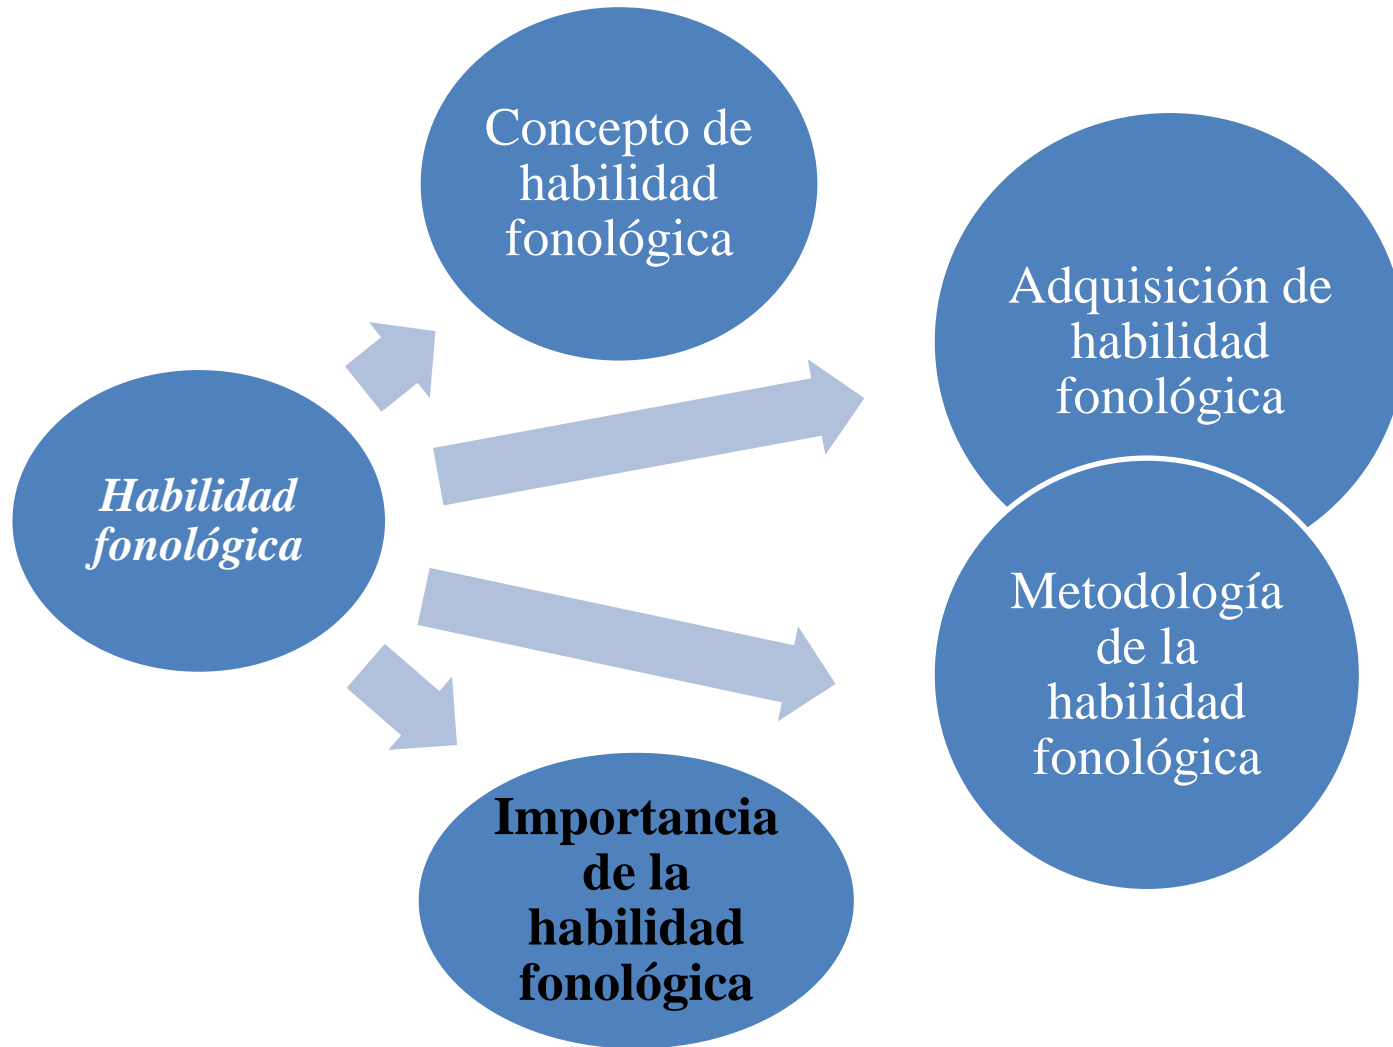 Concepto de
habilidad
fonológica
Adquisición de
habilidad
fonológica
Habilidad
fonológica
Metodología
de la
habilidad
fonológica
Importancia
de la
habilidad
fonológica